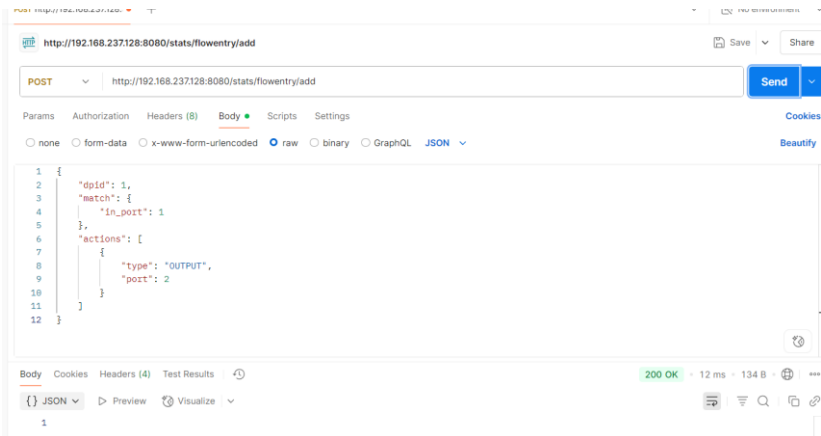 POST http://192.168.237.128:
No environment
HTTP http://192.168.237.128:8080/stats/flowentry/add
Save
Share
POST http://192.168.237.128:8080/stats/flowentry/add
Send
Params Authorization Headers (8) Body Scripts Settings
Cookies
none form-data x-www-form-urlencoded raw binary GraphQL JSON
Beautify
1 {
2 "dpid": 1,
3 "match": {
4 "in_port": 1
5 },
6 "actions": [
7 {
8 "type": "OUTPUT",
9 "port": 2
10 }
11 ]
12 }
Body Cookies Headers (4) Test Results
200 OK • 12 ms • 134 B
{} JSON Preview Visualize
1